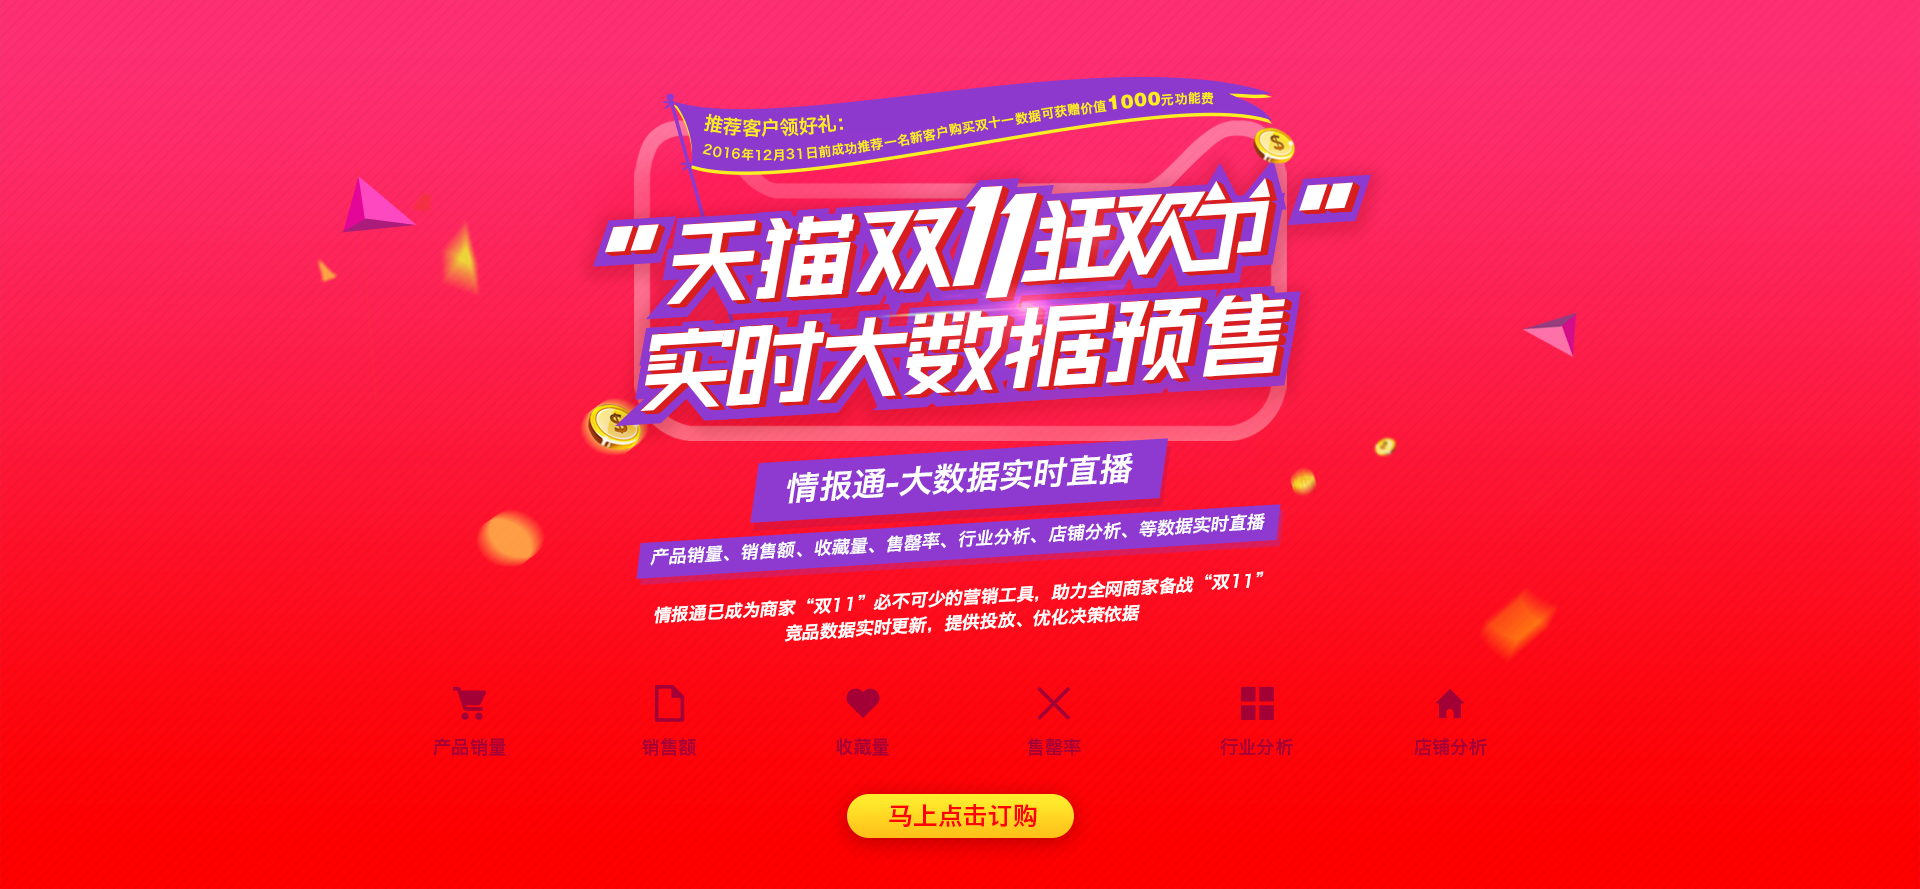 推荐客户领好礼：
2016年12月31日前成功推荐一名新客户购买双十一数据可获赠价值1000元功能费
“天猫双11狂欢节”
实时大数据预售
情报通-大数据实时直播
产品销量、销售额、收藏量、售罄率、行业分析、店铺分析、等数据实时直播
情报通已成为商家“双11”必不可少的营销工具，助力全网商家备战“双11”
竞品数据实时更新，提供投放、优化决策依据
产品销量
销售额
收藏量
售罄率
行业分析
店铺分析
马上点击订购